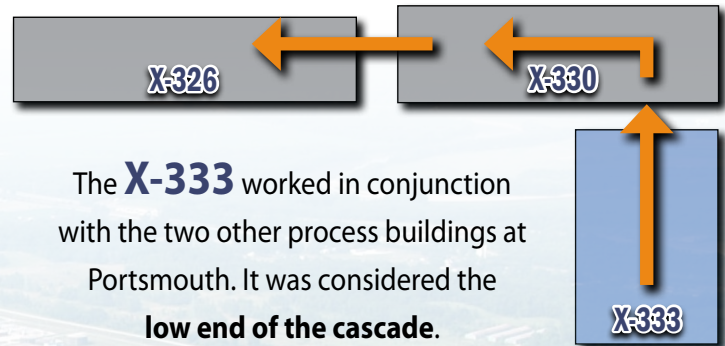 X-326
X-330
The X-333 worked in conjunction
with the two other process buildings at
Portsmouth. It was considered the
low end of the cascade.
X-333